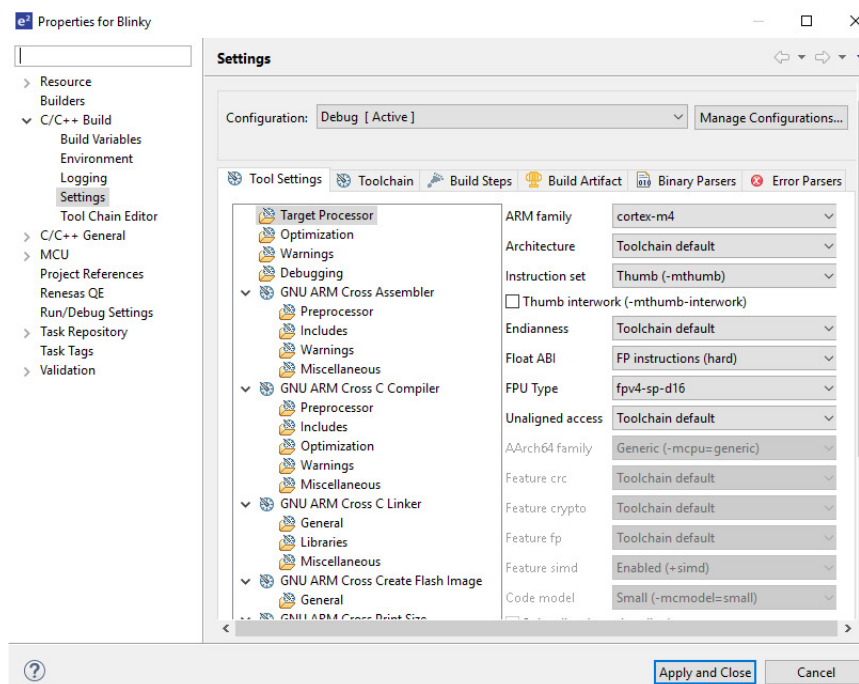 e² Properties for Blinky
Resource
Builders
C/C++ Build
Build Variables
Environment
Logging
Settings
Tool Chain Editor
C/C++ General
MCU
Project References
Renesas QE
Run/Debug Settings
Task Repository
Task Tags
Validation
Settings
Configuration: Debug [ Active ] Manage Configurations...
Tool Settings Toolchain Build Steps Build Artifact Binary Parsers Error Parsers
Target Processor
Optimization
Warnings
Debugging
GNU ARM Cross Assembler
Preprocessor
Includes
Warnings
Miscellaneous
GNU ARM Cross C Compiler
Preprocessor
Includes
Optimization
Warnings
Miscellaneous
GNU ARM Cross C Linker
General
Libraries
Miscellaneous
GNU ARM Cross Create Flash Image
General
GNU ARM Cross Print Size
ARM family cortex-m4
Architecture Toolchain default
Instruction set Thumb (-mthumb)
Thumb interwork (-mthumb-interwork)
Endianness Toolchain default
Float ABI FP instructions (hard)
FPU Type fpv4-sp-d16
Unaligned access Toolchain default
AArch64 family Generic (-mcpu=generic)
Feature crc Toolchain default
Feature crypto Toolchain default
Feature fp Toolchain default
Feature simd Enabled (+simd)
Code model Small (-mcmodel=small)
? Apply and Close Cancel